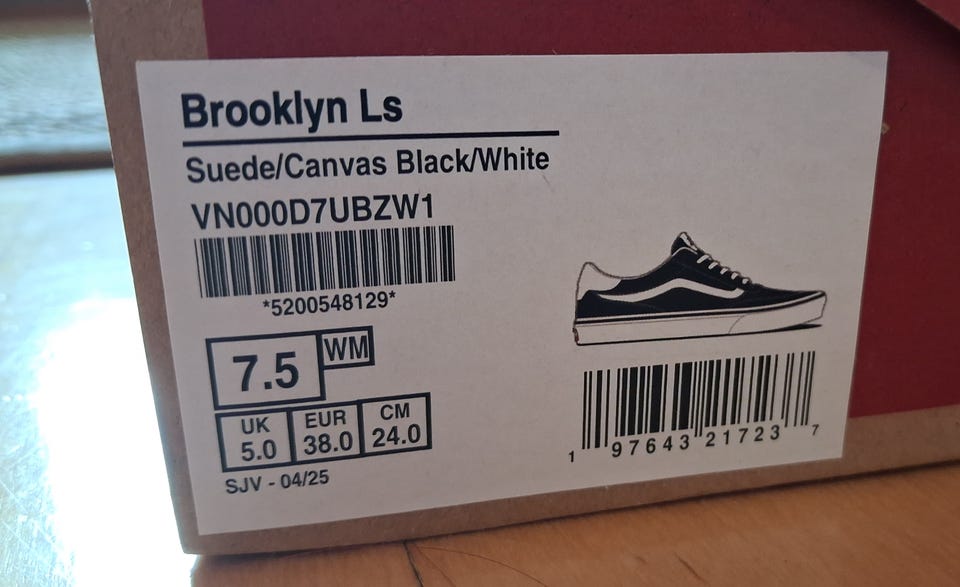 Brooklyn Ls
Suede/Canvas Black/White
VN000D7UBZW1
*5200548129*
7.5 WM
UK EUR CM
5.0 38.0 24.0
SJV - 04/25
1 97643 21723 7